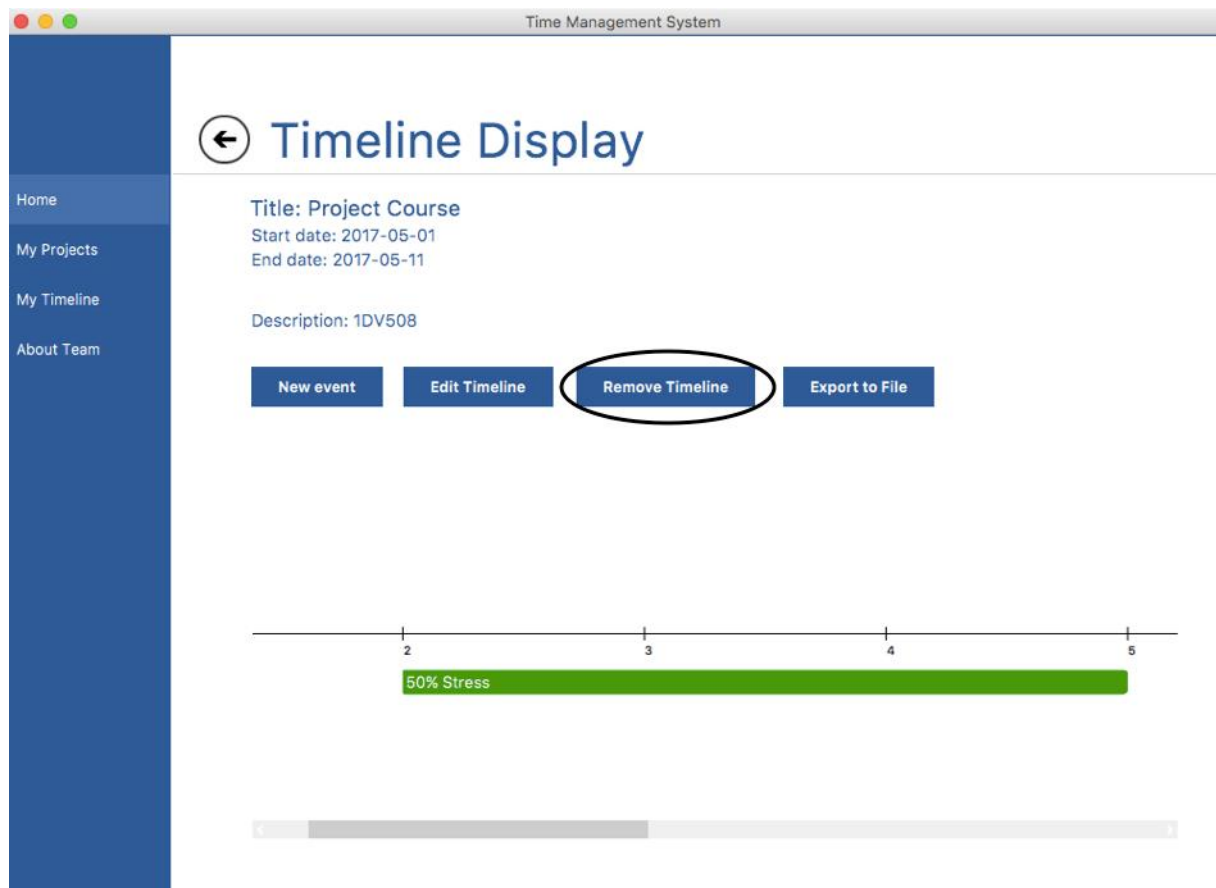 Time Management System
Timeline Display
Home
My Projects
My Timeline
About Team
Title: Project Course
Start date: 2017-05-01
End date: 2017-05-11
Description: 1DV508
New event Edit Timeline Remove Timeline Export to File
2 3 4 5
50% Stress